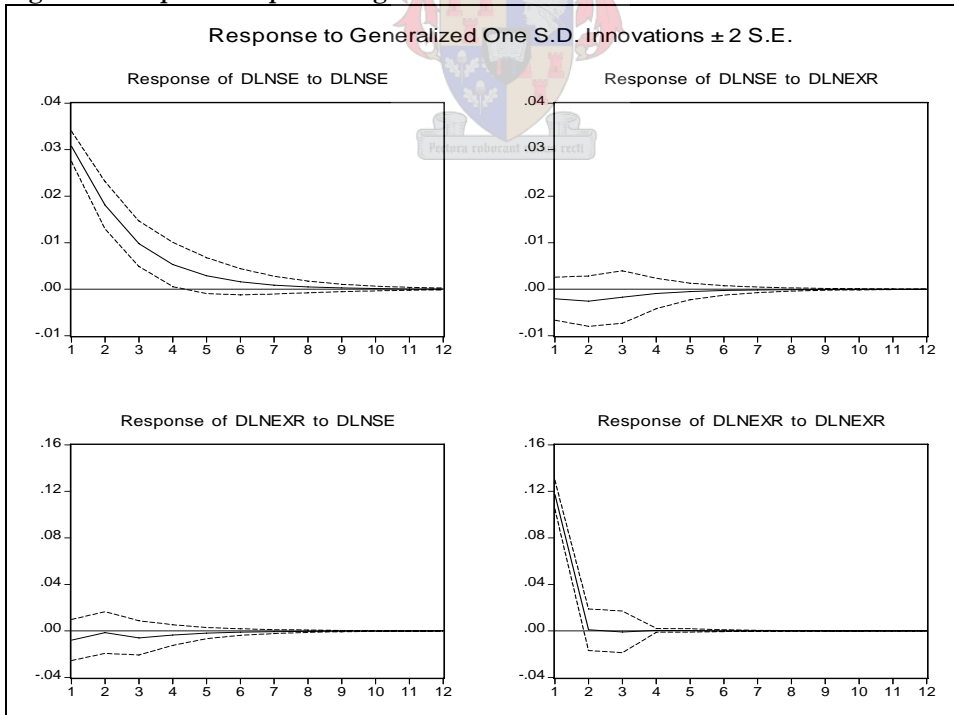 Response to Generalized One S.D. Innovations ± 2 S.E.
Response of DLNSE to DLNSE
.04
.03
.02
.01
.00
-.01
1 2 3 4 5 6 7 8 9 10 11 12
Response of DLNSE to DLNEXR
.04
.03
.02
.01
.00
-.01
1 2 3 4 5 6 7 8 9 10 11 12
Pectora roborant recti
Response of DLNEXR to DLNSE
.16
.12
.08
.04
.00
-.04
1 2 3 4 5 6 7 8 9 10 11 12
Response of DLNEXR to DLNEXR
.16
.12
.08
.04
.00
-.04
1 2 3 4 5 6 7 8 9 10 11 12